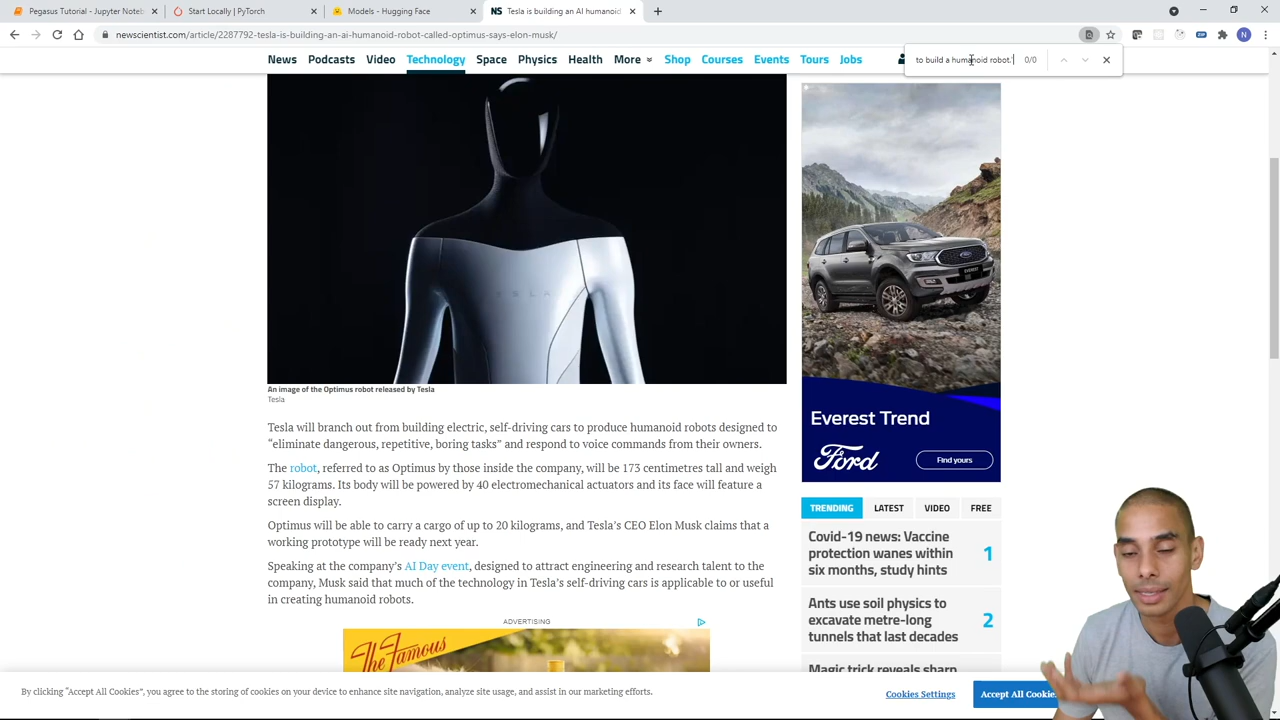 Pegasus Tutorial - Jupyter Noteb
Start Locally | PyTorch
Models - Hugging Face
NS Tesla is building an AI humanoid
newscientist.com/article/2287792-tesla-is-building-an-ai-humanoid-robot-called-optimus-says-elon-musk/
N
News Podcasts Video Technology Space Physics Health More Shop Courses Events Tours Jobs
to build a humanoid robot. 0/0
An image of the Optimus robot released by Tesla
Tesla
Tesla will branch out from building electric, self-driving cars to produce humanoid robots designed to
“eliminate dangerous, repetitive, boring tasks” and respond to voice commands from their owners.
The robot, referred to as Optimus by those inside the company, will be 173 centimetres tall and weigh
57 kilograms. Its body will be powered by 40 electromechanical actuators and its face will feature a
screen display.
Optimus will be able to carry a cargo of up to 20 kilograms, and Tesla’s CEO Elon Musk claims that a
working prototype will be ready next year.
Speaking at the company’s AI Day event, designed to attract engineering and research talent to the
company, Musk said that much of the technology in Tesla’s self-driving cars is applicable to or useful
in creating humanoid robots.
ADVERTISING
The Famous
Everest Trend
Ford
Find yours
TRENDING LATEST VIDEO FREE
Covid-19 news: Vaccine
protection wanes within
six months, study hints
1
Ants use soil physics to
excavate metre-long
tunnels that last decades
2
Magic trick reveals sharp
By clicking “Accept All Cookies”, you agree to the storing of cookies on your device to enhance site navigation, analyze site usage, and assist in our marketing efforts.
Cookies Settings
Accept All Cookie